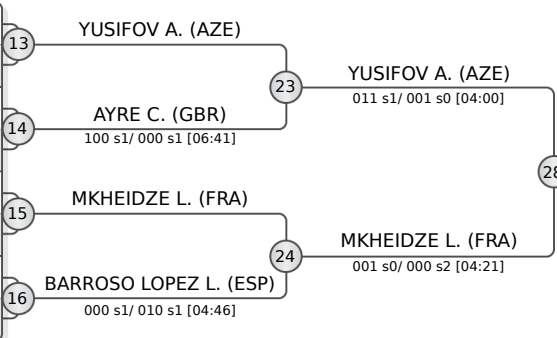 13
YUSIFOV A. (AZE)
23
YUSIFOV A. (AZE)
011 s1/ 001 s0 [04:00]
14
AYRE C. (GBR)
100 s1/ 000 s1 [06:41]
28
15
MKHEIDZE L. (FRA)
24
MKHEIDZE L. (FRA)
001 s0/ 000 s2 [04:21]
16
BARROSO LOPEZ L. (ESP)
000 s1/ 010 s1 [04:46]